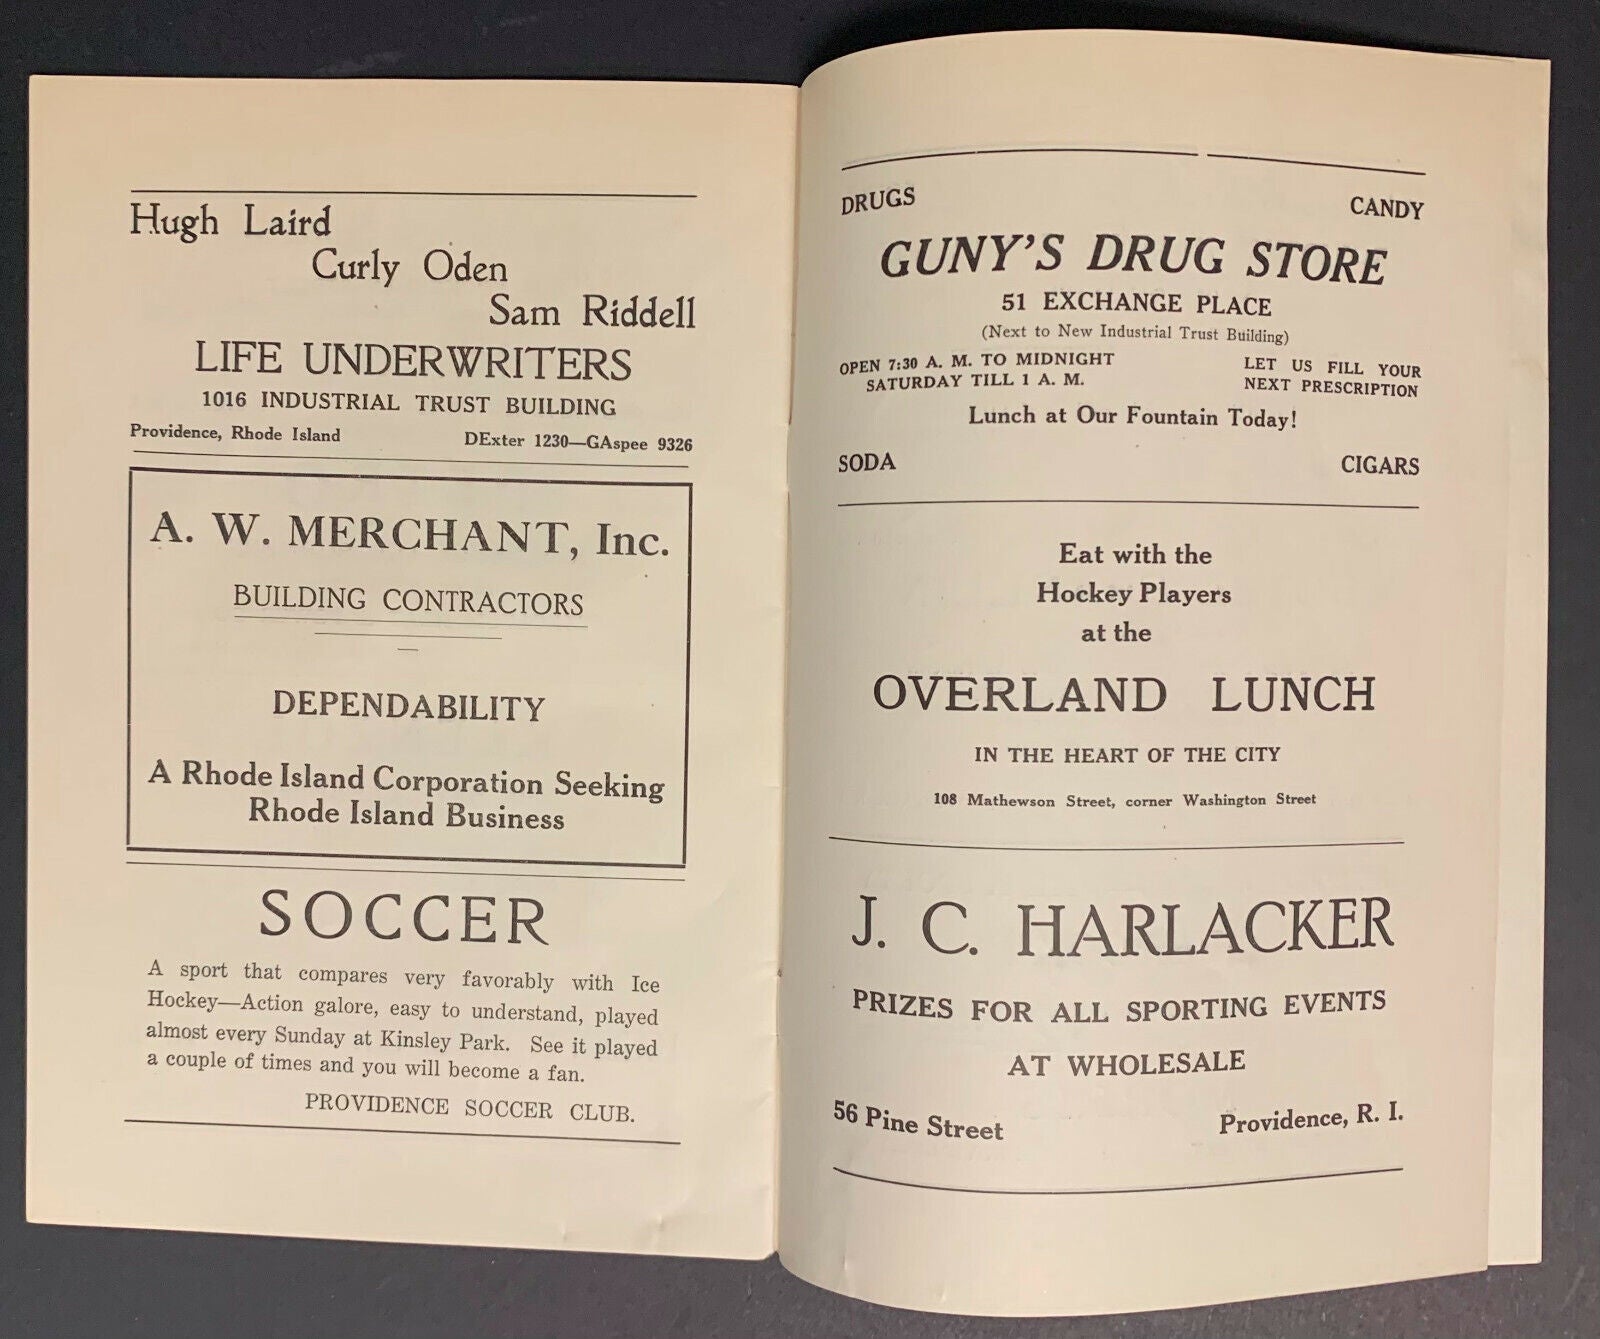 Hugh Laird
Curly Oden
Sam Riddell
LIFE UNDERWRITERS
1016 INDUSTRIAL TRUST BUILDING
Providence, Rhode Island DExter 1230—GAspee 9326
A. W. MERCHANT, Inc.
BUILDING CONTRACTORS
DEPENDABILITY
A Rhode Island Corporation Seeking
Rhode Island Business
SOCCER
A sport that compares very favorably with Ice
Hockey—Action galore, easy to understand, played
almost every Sunday at Kinsley Park. See it played
a couple of times and you will become a fan.
PROVIDENCE SOCCER CLUB.
DRUGS CANDY
GUNY'S DRUG STORE
51 EXCHANGE PLACE
(Next to New Industrial Trust Building)
OPEN 7:30 A. M. TO MIDNIGHT LET US FILL YOUR
SATURDAY TILL 1 A. M. NEXT PRESCRIPTION
Lunch at Our Fountain Today!
SODA CIGARS
Eat with the
Hockey Players
at the
OVERLAND LUNCH
IN THE HEART OF THE CITY
108 Mathewson Street, corner Washington Street
J. C. HARLACKER
PRIZES FOR ALL SPORTING EVENTS
AT WHOLESALE
56 Pine Street Providence, R. I.